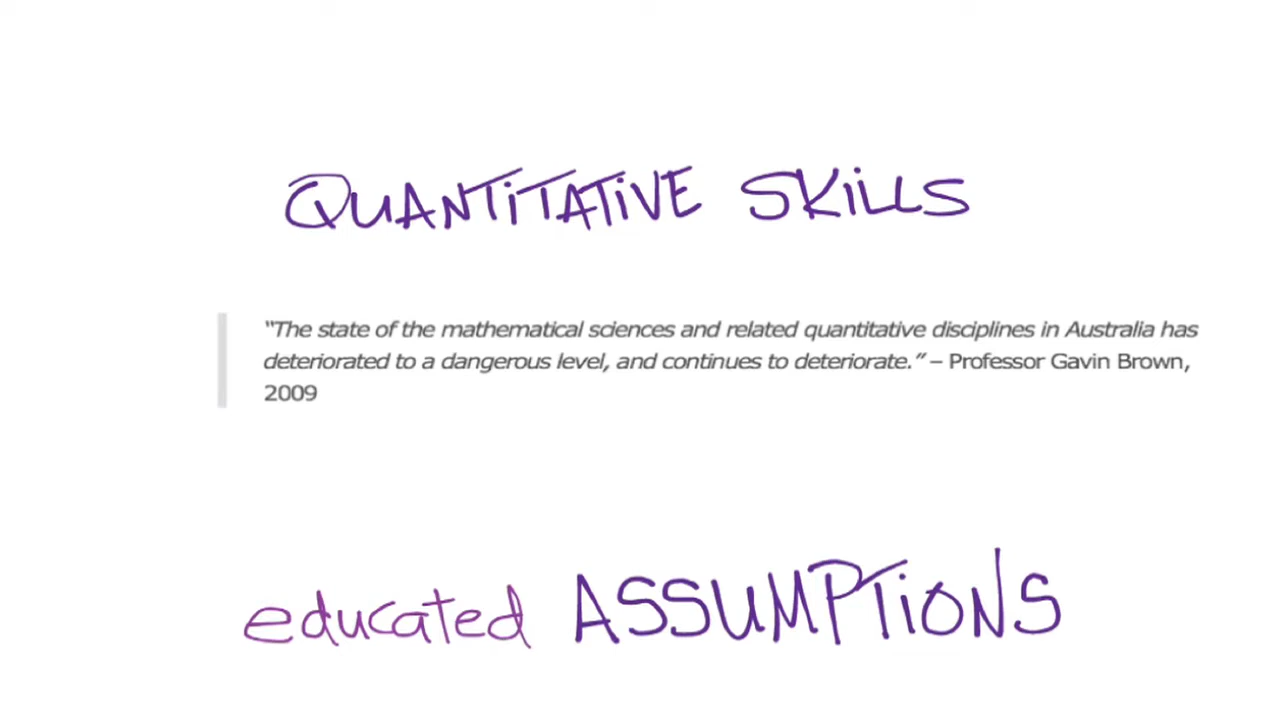 QUANTiTATiVE SKiLLS
"The state of the mathematical sciences and related quantitative disciplines in Australia has
deteriorated to a dangerous level, and continues to deteriorate." – Professor Gavin Brown,
2009
educated ASSUMPTiONS